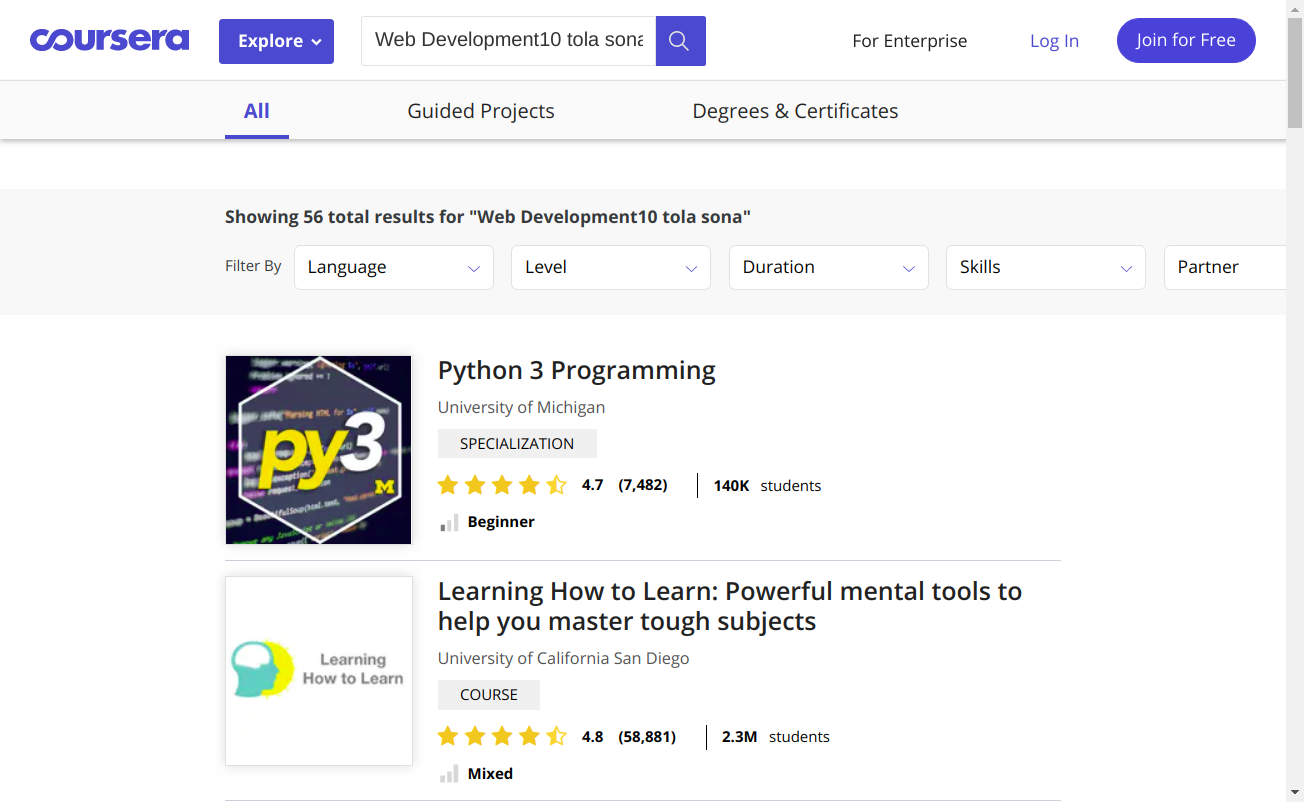 coursera
Explore
Web Development10 tola sona
For Enterprise
Log In
Join for Free
All
Guided Projects
Degrees & Certificates
Showing 56 total results for "Web Development10 tola sona"
Filter By
Language
Level
Duration
Skills
Partner
py3
M
Python 3 Programming
University of Michigan
SPECIALIZATION
4.7 (7,482) 140K students
Beginner
Learning
How to Learn
Learning How to Learn: Powerful mental tools to
help you master tough subjects
University of California San Diego
COURSE
4.8 (58,881) 2.3M students
Mixed